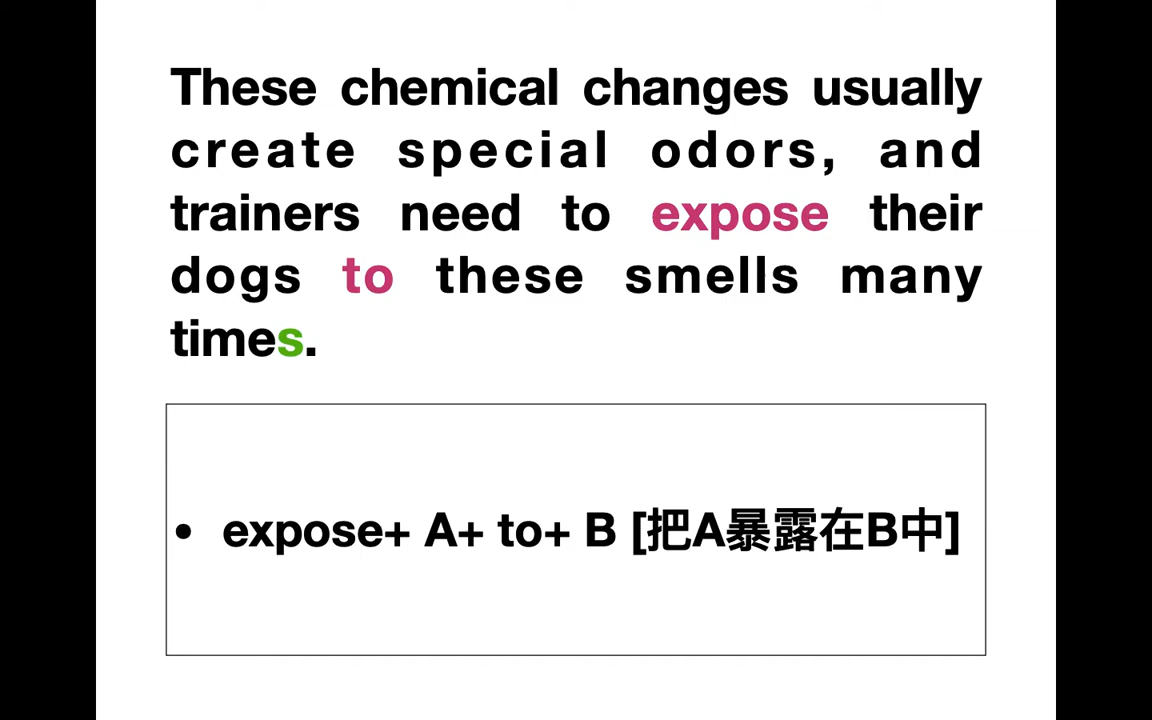 These chemical changes usually
create special odors, and
trainers need to expose their
dogs to these smells many
times.
• expose+ A+ to+ B [把A暴露在B中]